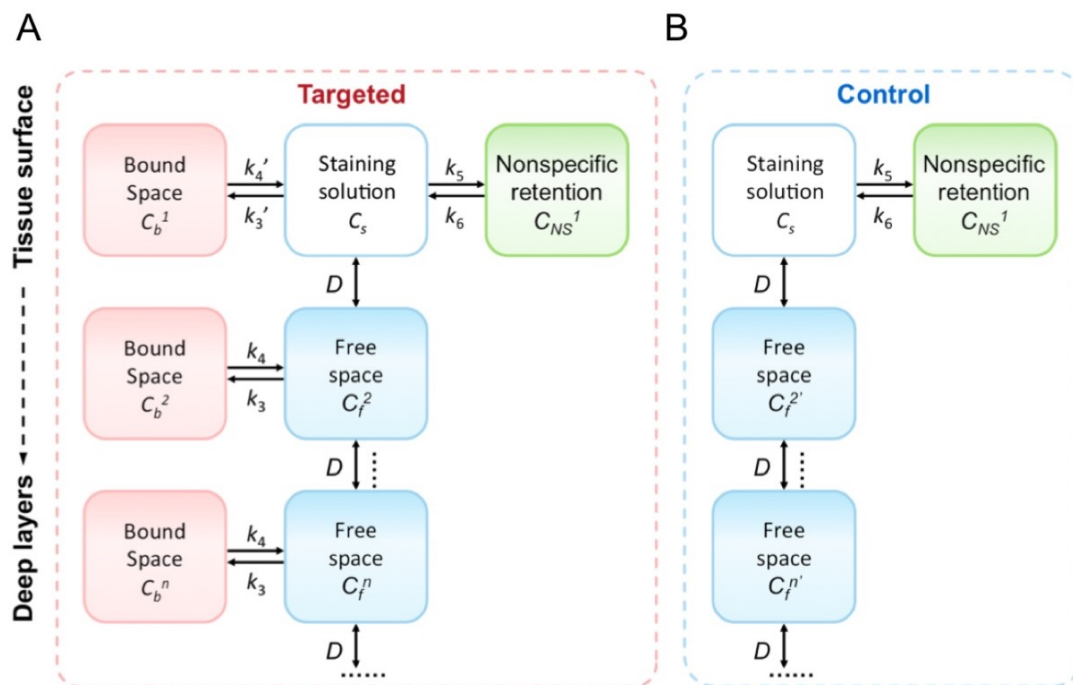 A
B
Targeted
Control
Tissue surface
Deep layers
Bound
Space
C_b^1
k_4'
k_3'
Staining
solution
C_s
k_5
k_6
Nonspecific
retention
C_NS^1
D
Bound
Space
C_b^2
k_4
k_3
Free
space
C_f^2
D
Bound
Space
C_b^n
k_4
k_3
Free
space
C_f^n
D
Staining
solution
C_s
k_5
k_6
Nonspecific
retention
C_NS^1
D
Free
space
C_f^2'
D
Free
space
C_f^n'
D